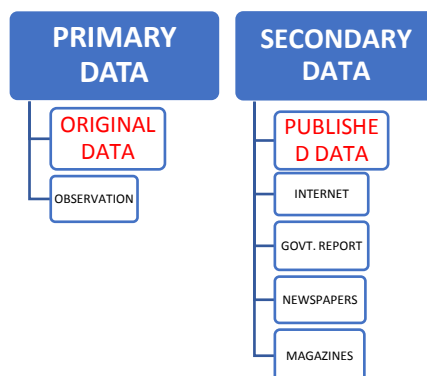 PRIMARY
DATA
ORIGINAL
DATA
OBSERVATION
SECONDARY
DATA
PUBLISHE
D DATA
INTERNET
GOVT. REPORT
NEWSPAPERS
MAGAZINES